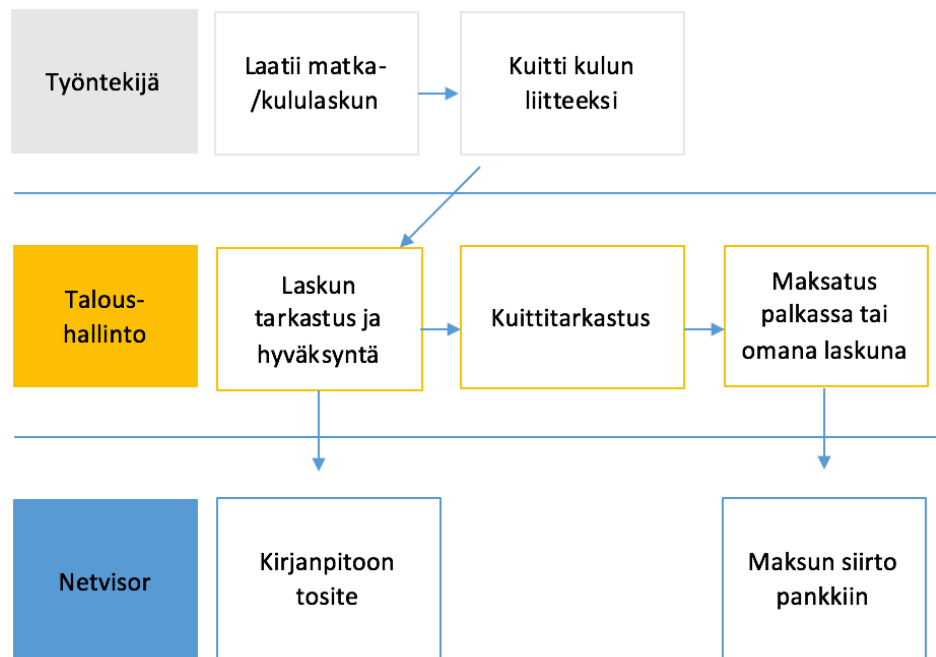 Työntekijä
Laatii matka-
/kululaskun
Kuitti kulun
liitteeksi
Talous-
hallinto
Laskun
tarkastus ja
hyväksyntä
Kuittitarkastus
Maksatus
palkassa tai
omana laskuna
Netvisor
Kirjanpitoon
tosite
Maksun siirto
pankkiin